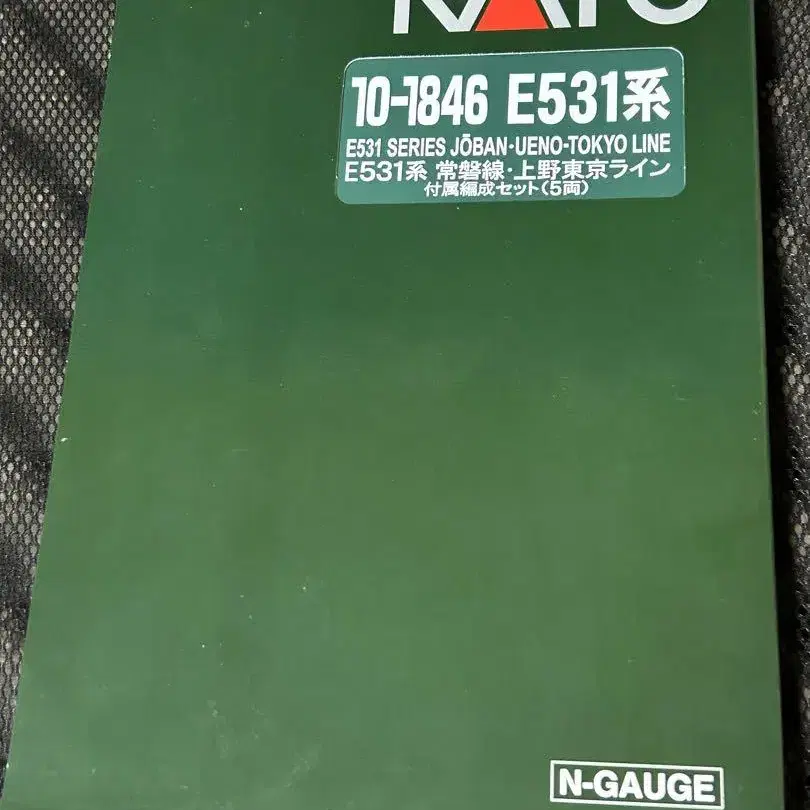 KATO
10-1846 E531系
E531 SERIES JŌBAN・UENO-TOKYO LINE
E531系 常磐線・上野東京ライン
付属編成セット(5両)
N-GAUGE